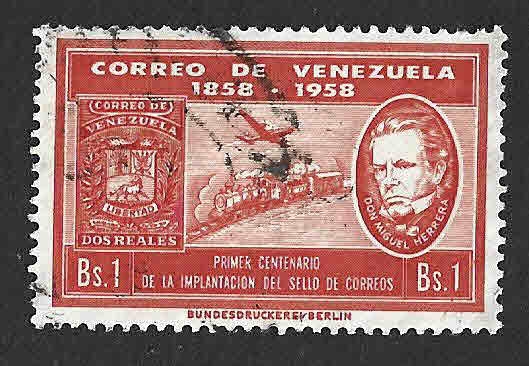 CORREO DE VENEZUELA
1858 · 1958
CORREO DE
VENEZUELA
LIBERTAD
DOS REALES
DON MIGUEL HERRERA
Bs. 1
PRIMER CENTENARIO
DE LA IMPLANTACION DEL SELLO DE CORREOS
Bs. 1
BUNDESDRUCKEREI/BERLIN